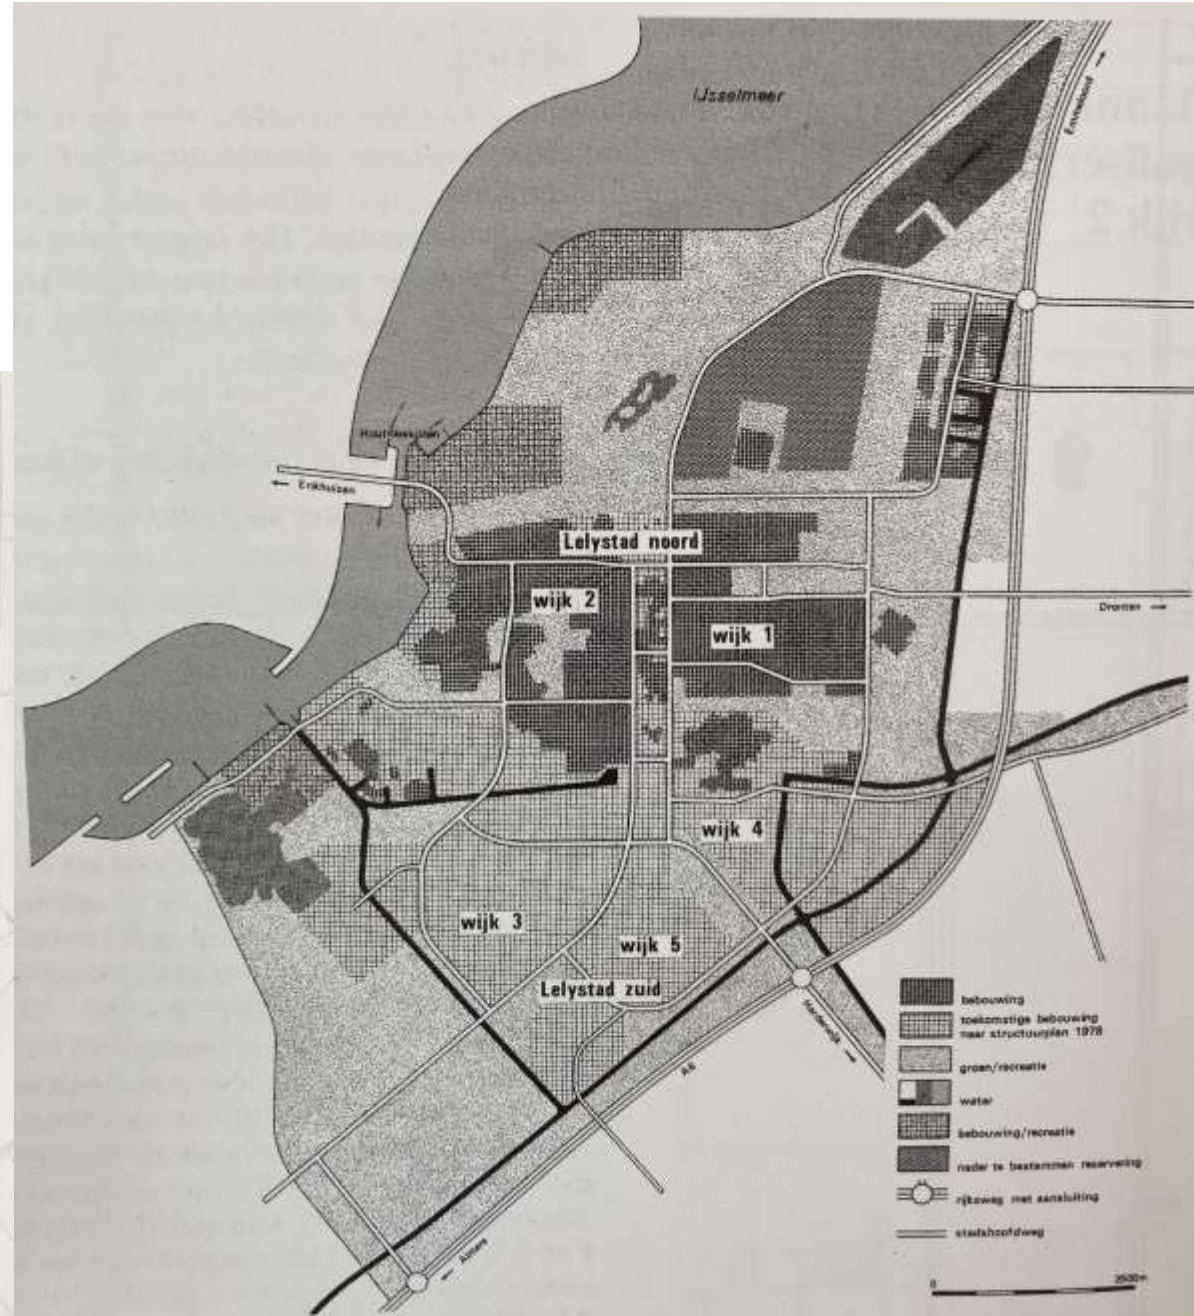 IJsselmeer
Emmeloord →
← Enkhuizen
Lelystad noord
wijk 2
wijk 1
Dronten →
wijk 4
wijk 3
wijk 5
Lelystad zuid
Harderwijk →
A6
← Almere
bebouwing
toekomstige bebouwing
naar structuurplan 1978
groen/recreatie
water
bebouwing/recreatie
nader te bestemmen reservering
rijksweg met aansluiting
stadshoofdweg
0 2500m